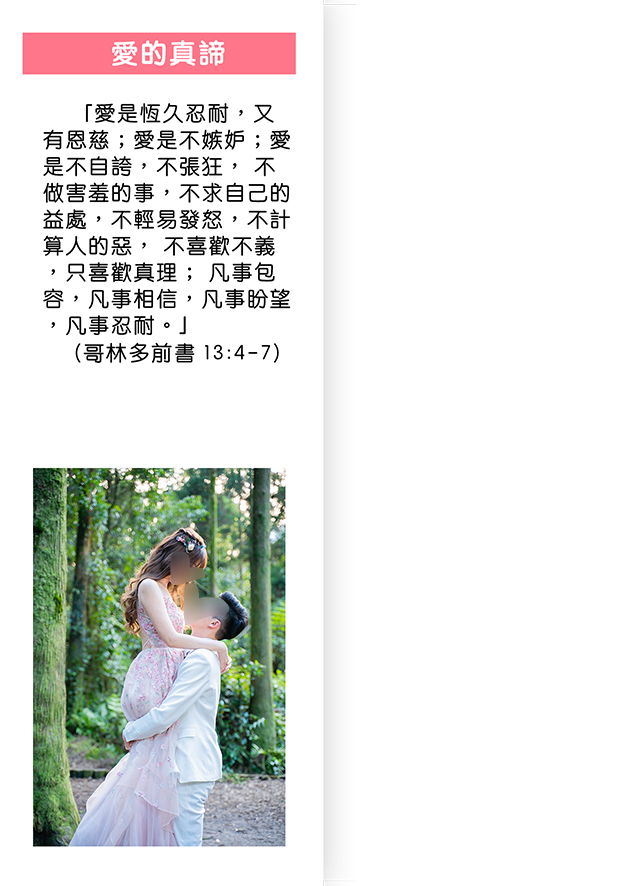 愛的真諦
「愛是恆久忍耐，又
有恩慈；愛是不嫉妒；愛
是不自誇，不張狂， 不
做害羞的事，不求自己的
益處，不輕易發怒，不計
算人的惡， 不喜歡不義
，只喜歡真理； 凡事包
容，凡事相信，凡事盼望
，凡事忍耐。」
(哥林多前書 13:4-7)